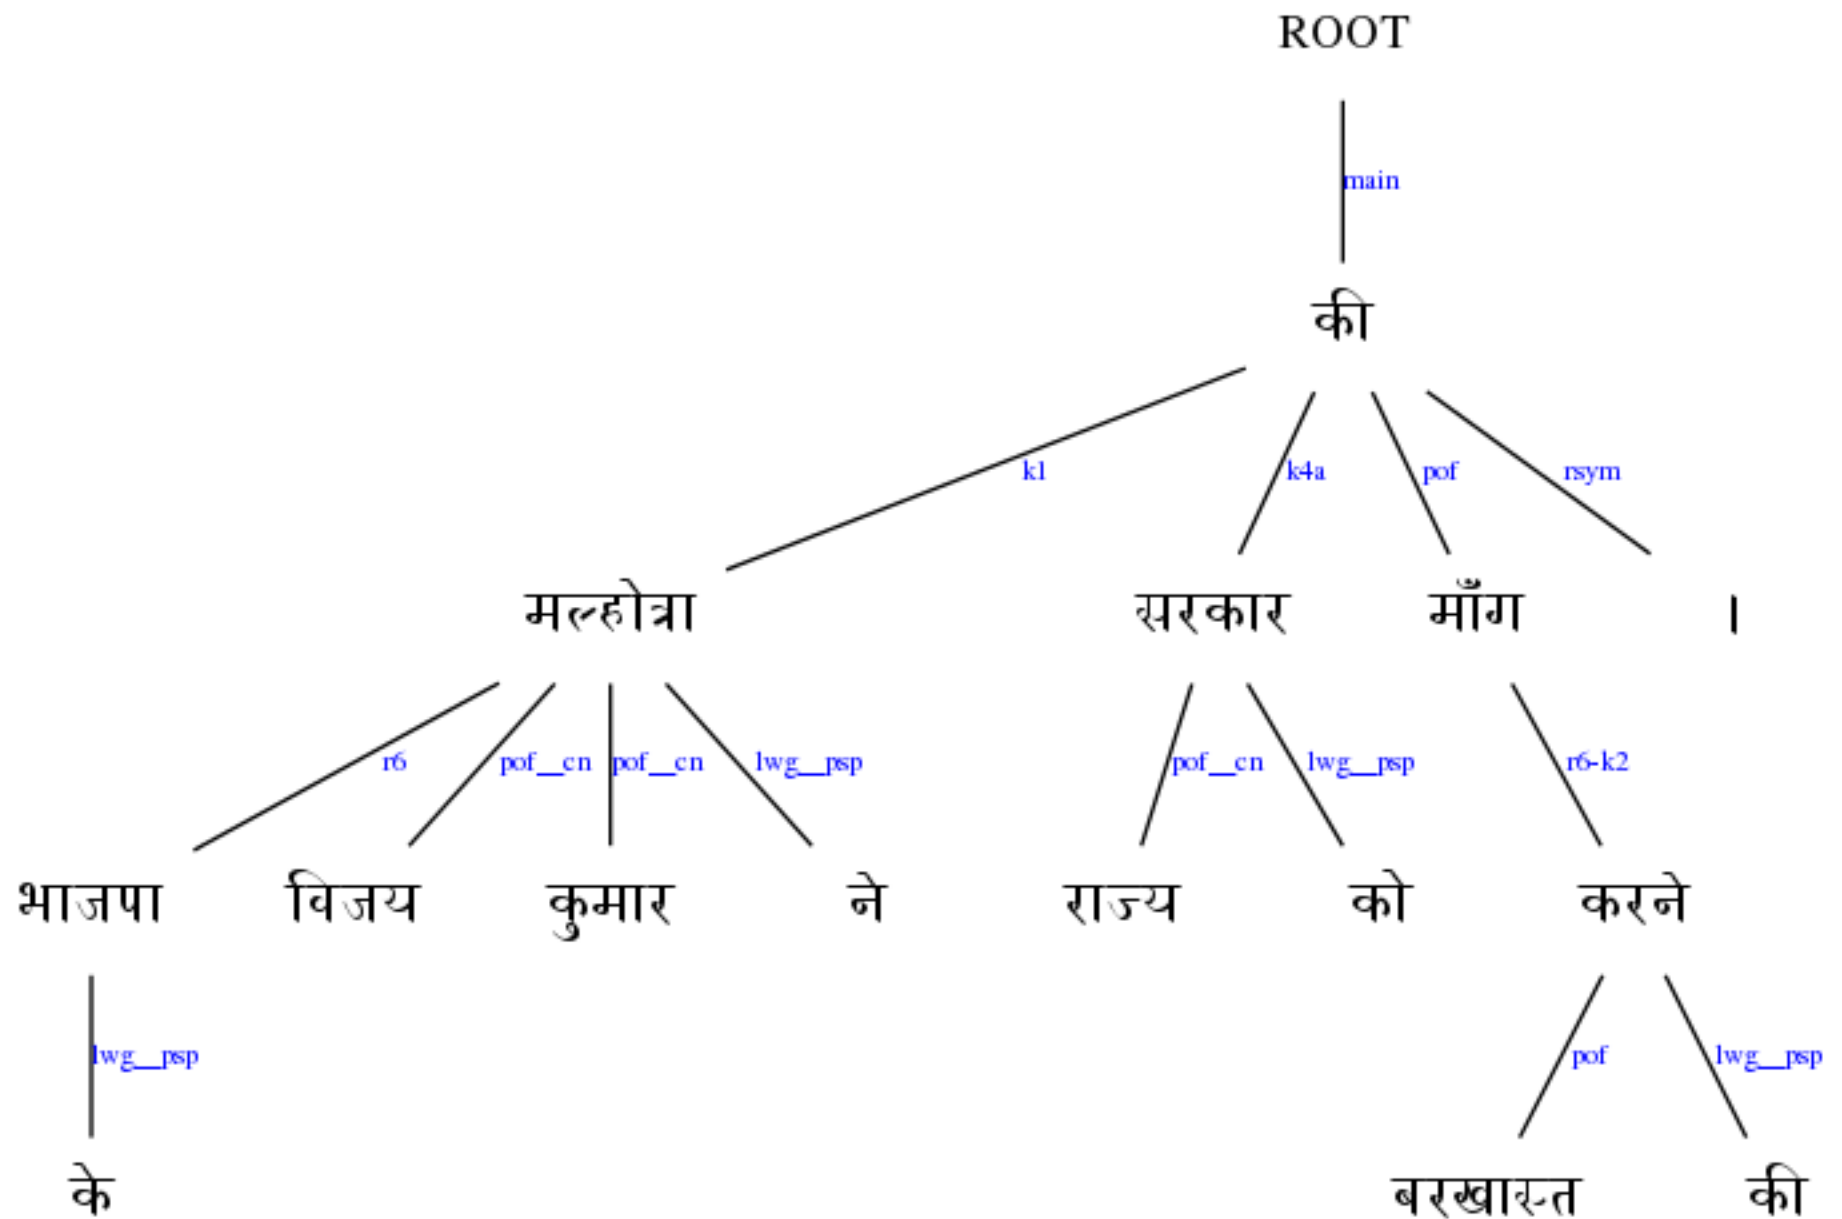 ROOT
main
की
k1 k4a pof rsym
मल्होत्रा सरकार माँग ।
r6 pof__cn pof__cn lwg__psp pof__cn lwg__psp r6-k2
भाजपा विजय कुमार ने राज्य को करने
lwg__psp pof lwg__psp
के बरखास्त की